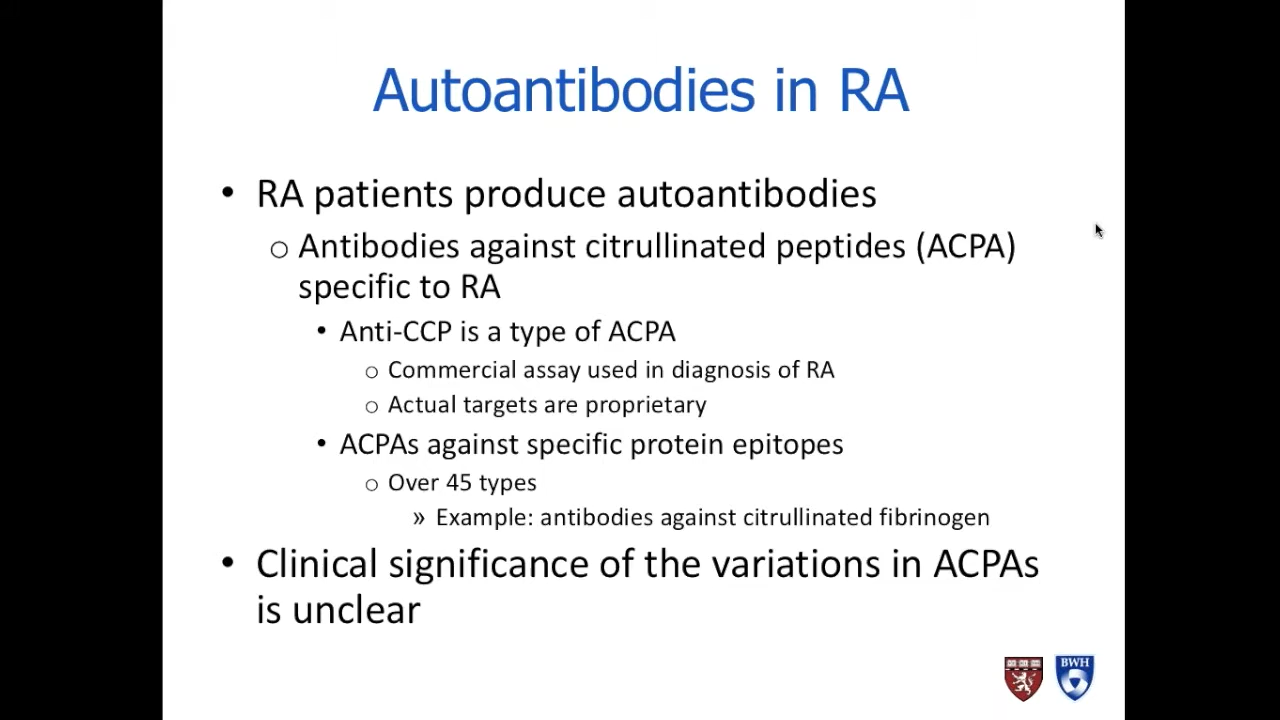 Autoantibodies in RA
• RA patients produce autoantibodies
o Antibodies against citrullinated peptides (ACPA)
specific to RA
• Anti-CCP is a type of ACPA
o Commercial assay used in diagnosis of RA
o Actual targets are proprietary
• ACPAs against specific protein epitopes
o Over 45 types
» Example: antibodies against citrullinated fibrinogen
• Clinical significance of the variations in ACPAs
is unclear
BWH